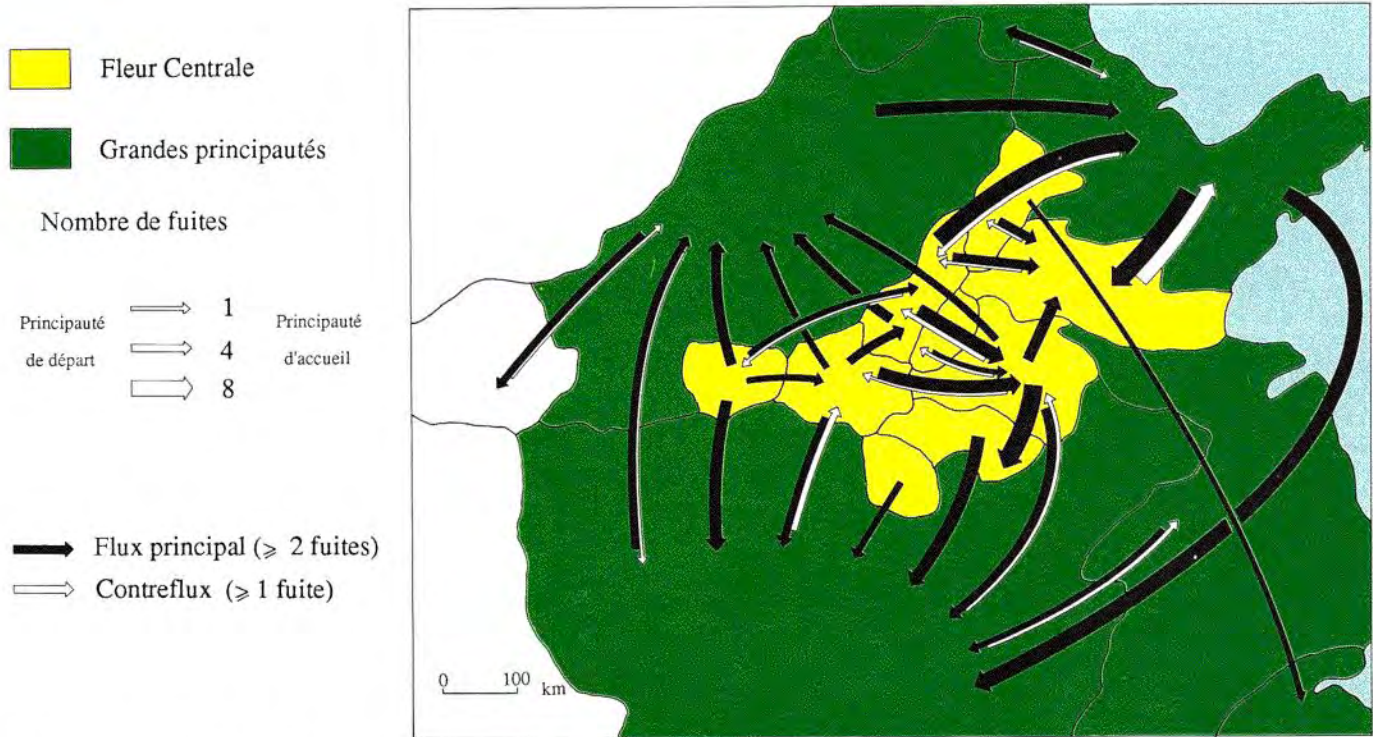 Fleur Centrale
Grandes principautés
Nombre de fuites
Principauté
de départ
1
4
8
Principauté
d'accueil
Flux principal (⩾ 2 fuites)
Contreflux (⩾ 1 fuite)
0 100 km